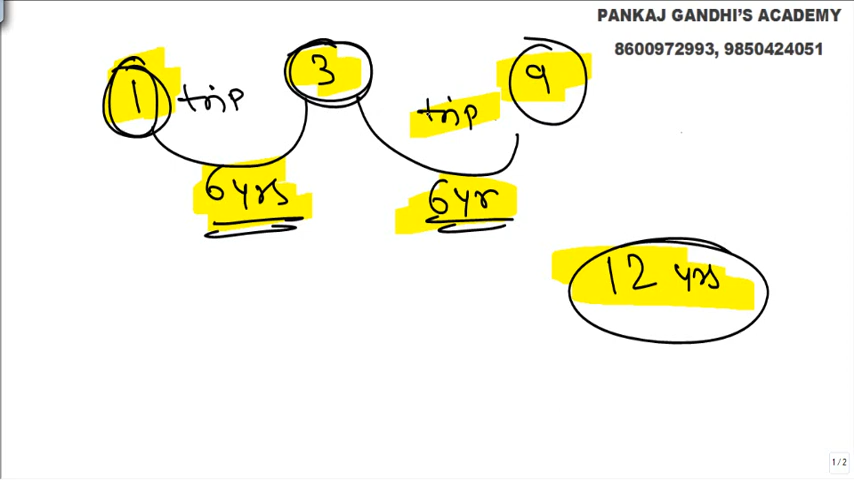 PANKAJ GANDHI'S ACADEMY
8600972993, 9850424051
1 trip 3 trip 9
6yrs 6yr
12 yrs
1/2